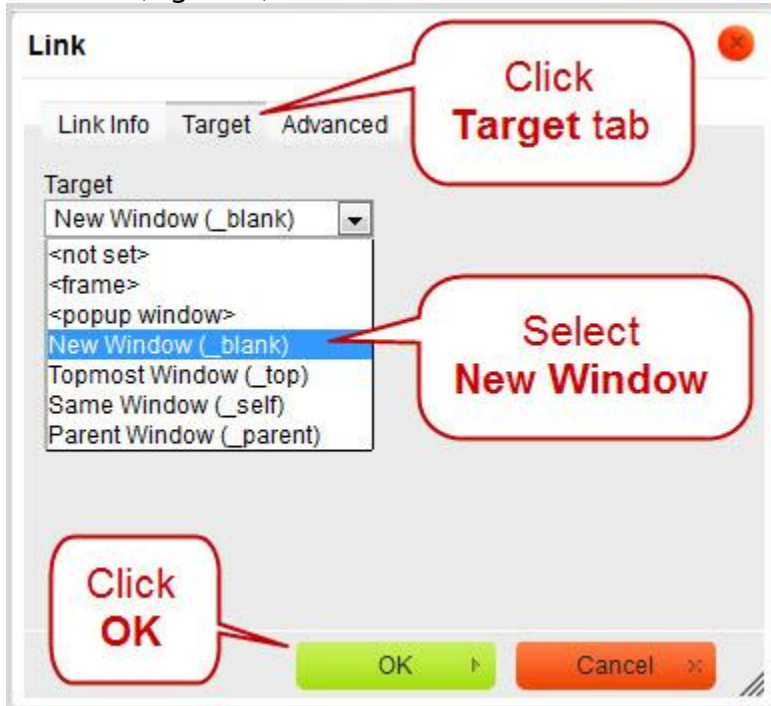 Link
Click
Target tab
Link Info Target Advanced
Target
New Window (_blank)
<not set>
<frame>
<popup window>
New Window (_blank)
Topmost Window (_top)
Same Window (_self)
Parent Window (_parent)
Select
New Window
Click
OK
OK Cancel